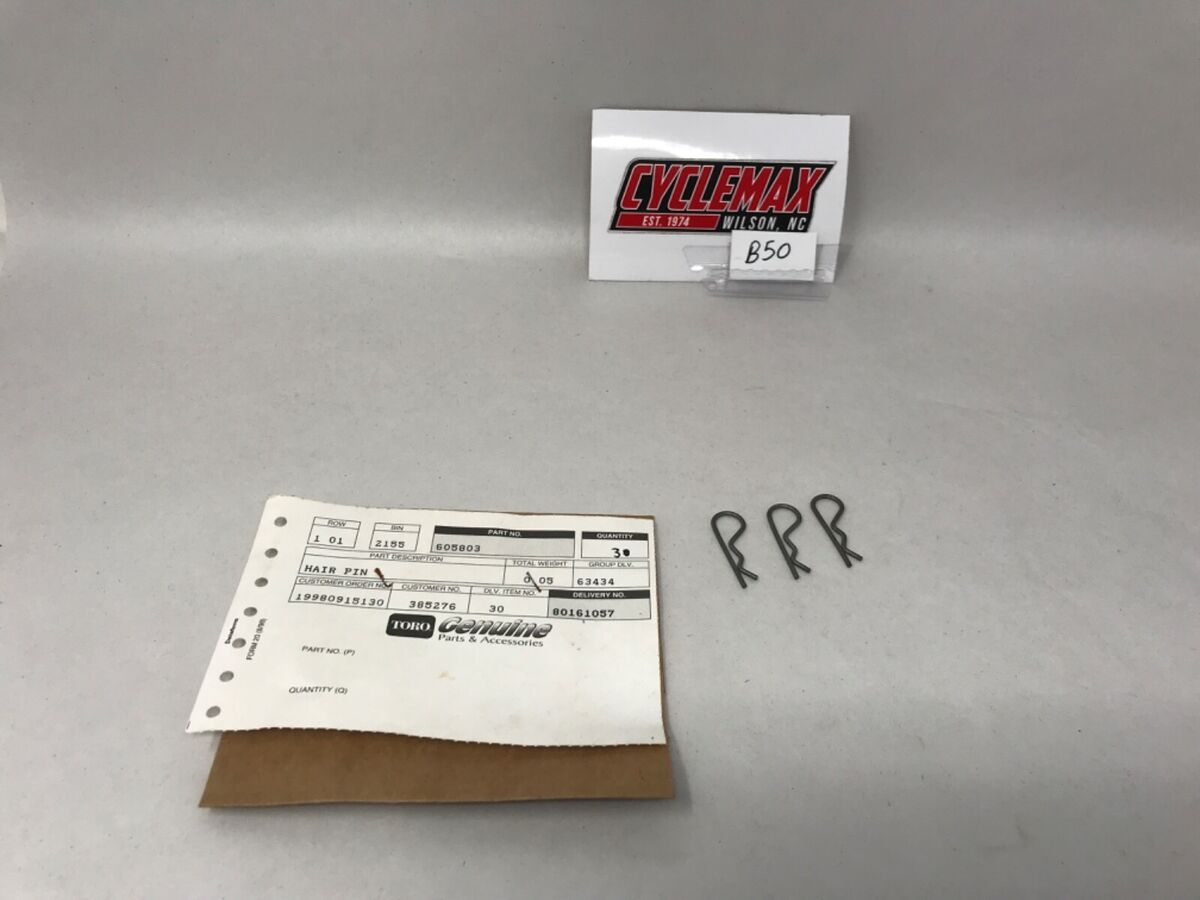 CYCLEMAX
EST. 1974 WILSON, NC
B50
ROW BIN PART NO. QUANTITY
1 01 2155 605803 3
PART DESCRIPTION TOTAL WEIGHT GROUP DLV.
HAIR PIN 0.05 63434
CUSTOMER ORDER NO. CUSTOMER NO. DLV. ITEM NO. DELIVERY NO.
19980915130 385276 30 80161057
TORO Genuine
Parts & Accessories
PART NO. (P)
QUANTITY (Q)